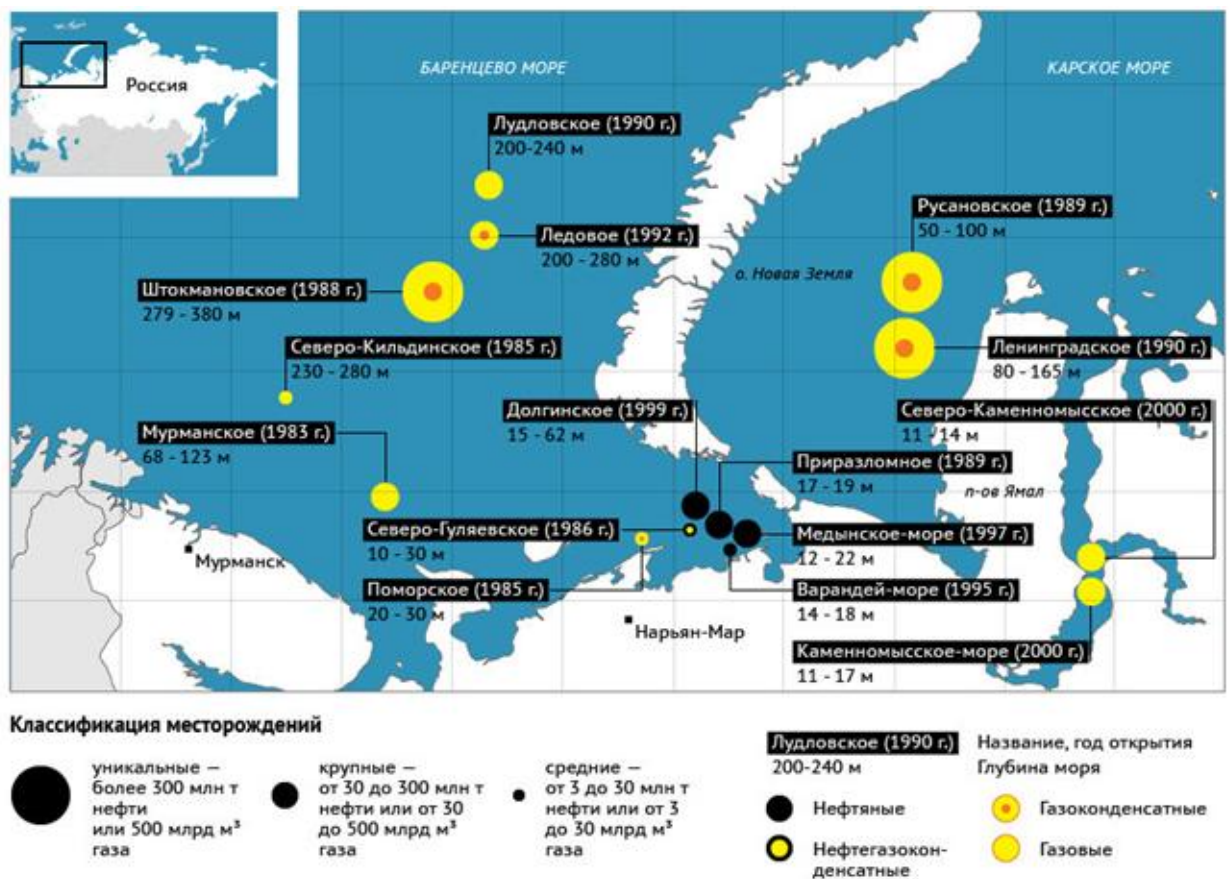 Россия
БАРЕНЦЕВО МОРЕ
КАРСКОЕ МОРЕ
Лудловское (1990 г.)
200-240 м
Русановское (1989 г.)
50 - 100 м
Ледовое (1992 г.)
200 - 280 м
о. Новая Земля
Штокмановское (1988 г.)
279 - 380 м
Северо-Кильдинское (1985 г.)
230 - 280 м
Ленинградское (1990 г.)
80 - 165 м
Долгинское (1999 г.)
15 - 62 м
Северо-Каменномысское (2000 г.)
11 - 14 м
Мурманское (1983 г.)
68 - 123 м
Приразломное (1989 г.)
17 - 19 м
п-ов Ямал
Северо-Гуляевское (1986 г.)
10 - 30 м
Медынское-море (1997 г.)
12 - 22 м
Мурманск
Поморское (1985 г.)
20 - 30 м
Варандей-море (1995 г.)
14 - 18 м
Нарьян-Мар
Каменномысское-море (2000 г.)
11 - 17 м
Классификация месторождений
уникальные —
более 300 млн т
нефти
или 500 млрд м³
газа
крупные —
от 30 до 300 млн т
нефти или от 30
до 500 млрд м³
газа
средние —
от 3 до 30 млн т
нефти или от 3
до 30 млрд м³
газа
Лудловское (1990 г.)
200-240 м
Название, год открытия
Глубина моря
Нефтяные
Газоконденсатные
Нефтегазокон-
денсатные
Газовые